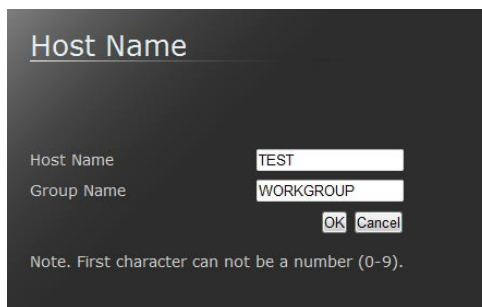 Host Name
Host Name TEST
Group Name WORKGROUP
OK Cancel
Note. First character can not be a number (0-9).